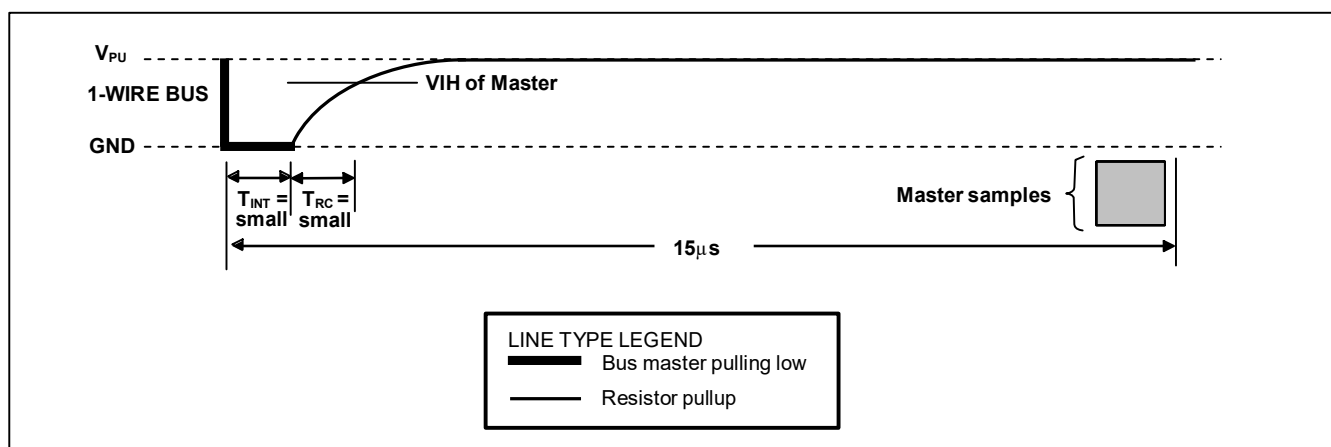 VPU
1-WIRE BUS
VIH of Master
GND
TINT =
small
TRC =
small
Master samples
15μs
LINE TYPE LEGEND
Bus master pulling low
Resistor pullup